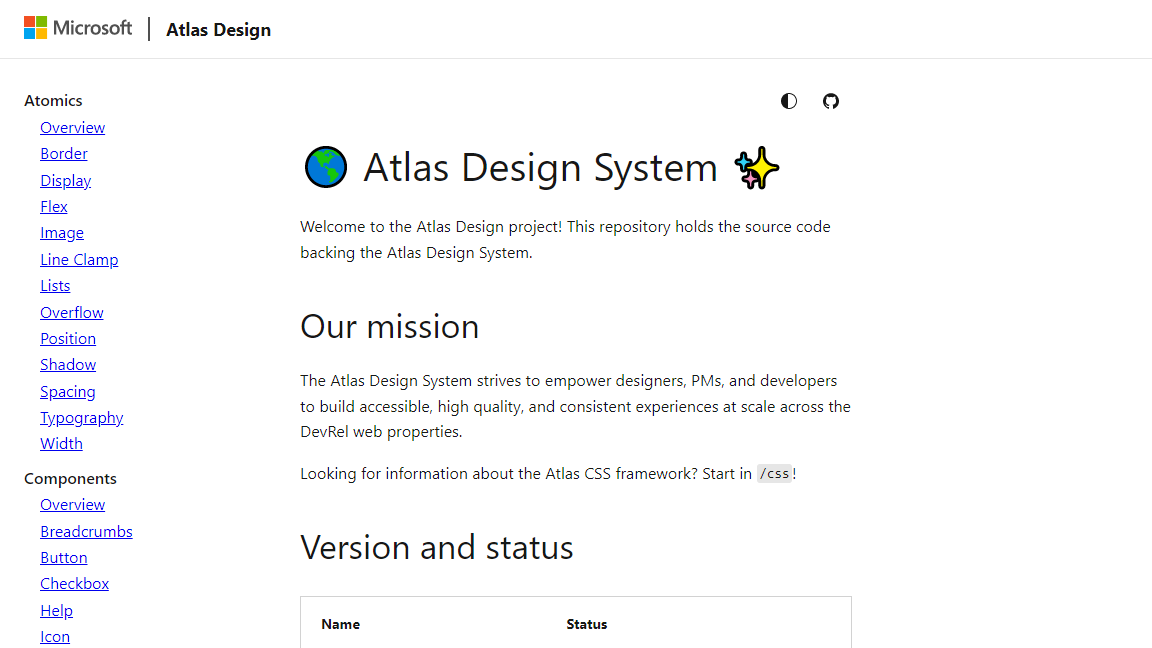 Microsoft
Atlas Design
Atomics
Overview
Border
Display
Flex
Image
Line Clamp
Lists
Overflow
Position
Shadow
Spacing
Typography
Width
Components
Overview
Breadcrumbs
Button
Checkbox
Help
Icon
Atlas Design System
Welcome to the Atlas Design project! This repository holds the source code
backing the Atlas Design System.
Our mission
The Atlas Design System strives to empower designers, PMs, and developers
to build accessible, high quality, and consistent experiences at scale across the
DevRel web properties.
Looking for information about the Atlas CSS framework? Start in /css!
Version and status
Name Status